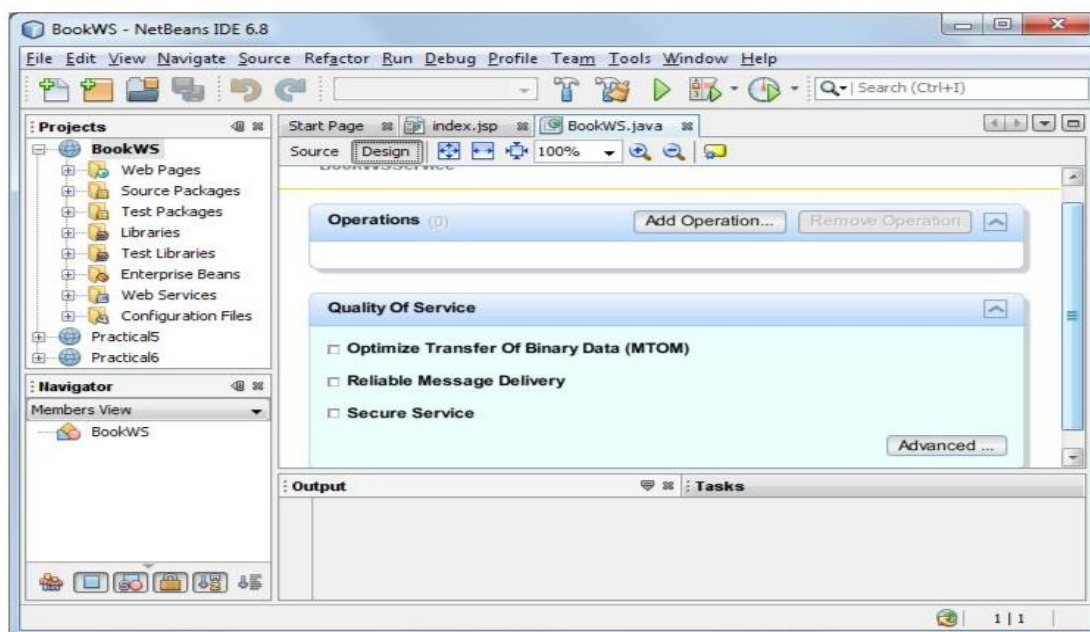 BookWS - NetBeans IDE 6.8
File Edit View Navigate Source Refactor Run Debug Profile Team Tools Window Help
Search (Ctrl+I)
Projects
BookWS
Web Pages
Source Packages
Test Packages
Libraries
Test Libraries
Enterprise Beans
Web Services
Configuration Files
Practical5
Practical6
Navigator
Members View
BookWS
Start Page index.jsp BookWS.java
Source Design 100%
BookWSService
Operations (0) Add Operation... Remove Operation
Quality Of Service
Optimize Transfer Of Binary Data (MTOM)
Reliable Message Delivery
Secure Service
Advanced ...
Output Tasks
1 | 1